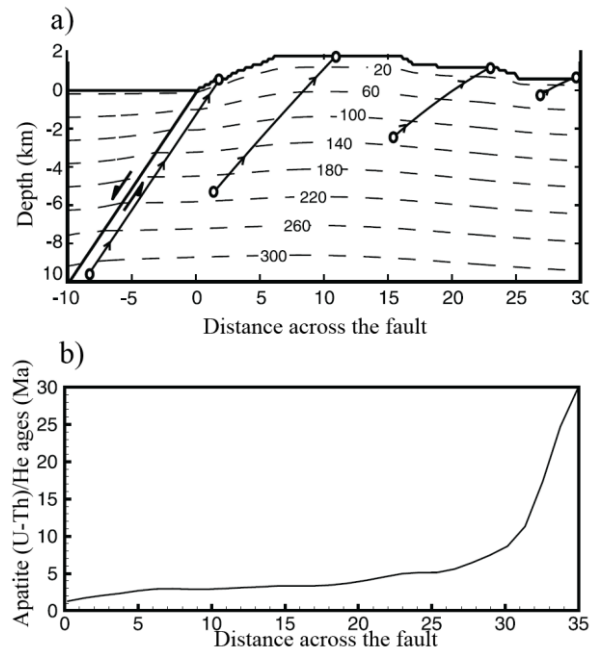 a)
2
0
-2
-4
-6
-8
10
Depth (km)
20
60
100
140
180
220
260
300
-10 -5 0 5 10 15 20 25 30
Distance across the fault
b)
30
25
20
15
10
5
0
Apatite (U-Th)/He ages (Ma)
0 5 10 15 20 25 30 35
Distance across the fault